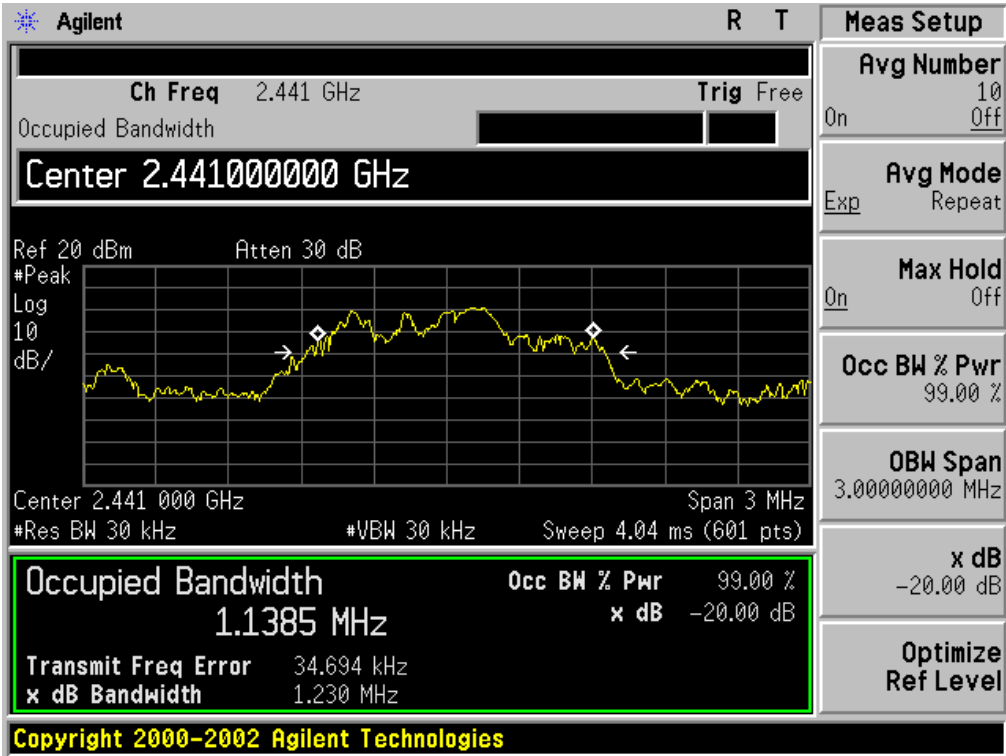 Agilent R T
Ch Freq 2.441 GHz Trig Free
Occupied Bandwidth
Center 2.441000000 GHz
Ref 20 dBm Atten 30 dB
#Peak
Log
10
dB/
Center 2.441 000 GHz Span 3 MHz
#Res BW 30 kHz #VBW 30 kHz Sweep 4.04 ms (601 pts)
Occupied Bandwidth Occ BW % Pwr 99.00 %
1.1385 MHz x dB -20.00 dB
Transmit Freq Error 34.694 kHz
x dB Bandwidth 1.230 MHz
Copyright 2000-2002 Agilent Technologies
Meas Setup
Avg Number
10
On Off
Avg Mode
Exp Repeat
Max Hold
On Off
Occ BW % Pwr
99.00 %
OBW Span
3.00000000 MHz
x dB
-20.00 dB
Optimize
Ref Level